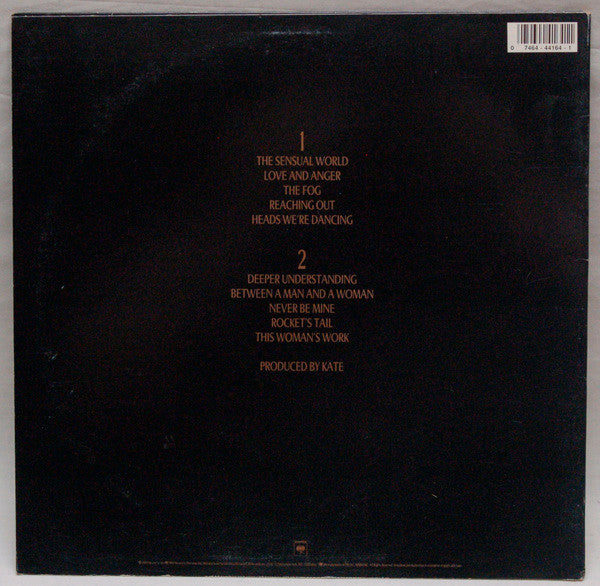 0 7464-44164-1
1
THE SENSUAL WORLD
LOVE AND ANGER
THE FOG
REACHING OUT
HEADS WE'RE DANCING
2
DEEPER UNDERSTANDING
BETWEEN A MAN AND A WOMAN
NEVER BE MINE
ROCKET'S TAIL
THIS WOMAN'S WORK
PRODUCED BY KATE